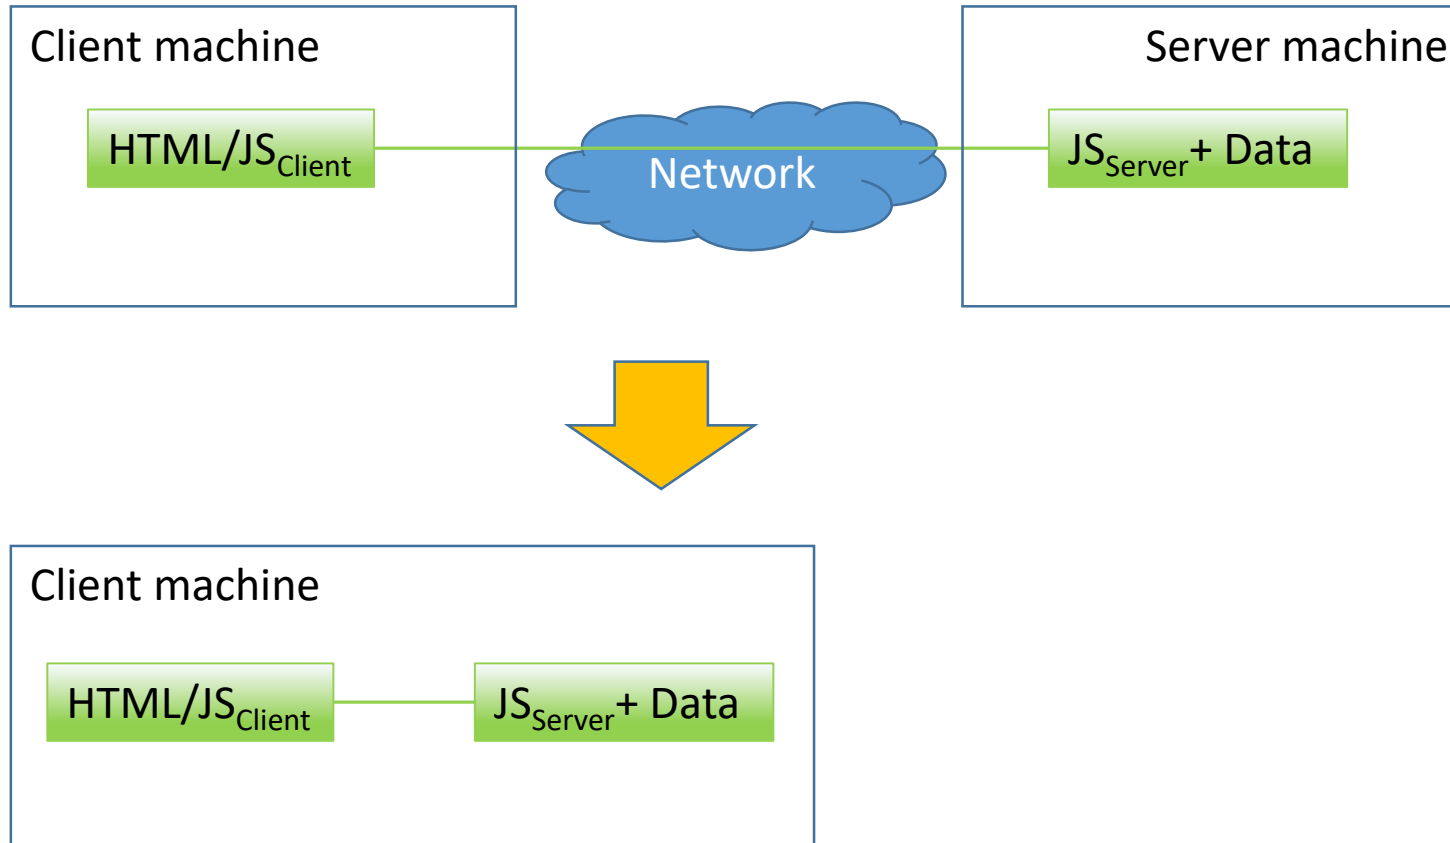 Client machine
Server machine
HTML/JSClient
Network
JSServer+ Data
Client machine
HTML/JSClient
JSServer+ Data